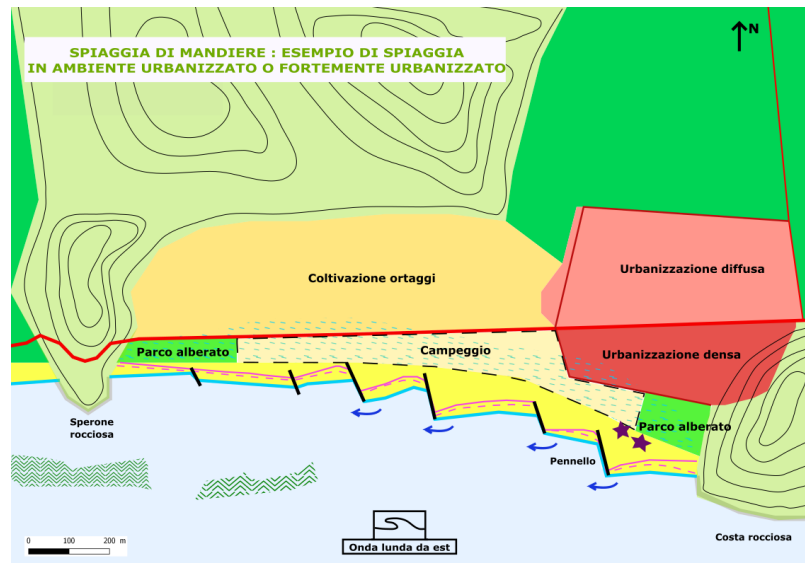 SPIAGGIA DI MANDIERE : ESEMPIO DI SPIAGGIA
IN AMBIENTE URBANIZZATO O FORTEMENTE URBANIZZATO
N
Urbanizzazione diffusa
Coltivazione ortaggi
Parco alberato
Campeggio
Urbanizzazione densa
Sperone
rocciosa
Parco alberato
Pennello
0 100 200 m
Onda lunda da est
Costa rocciosa